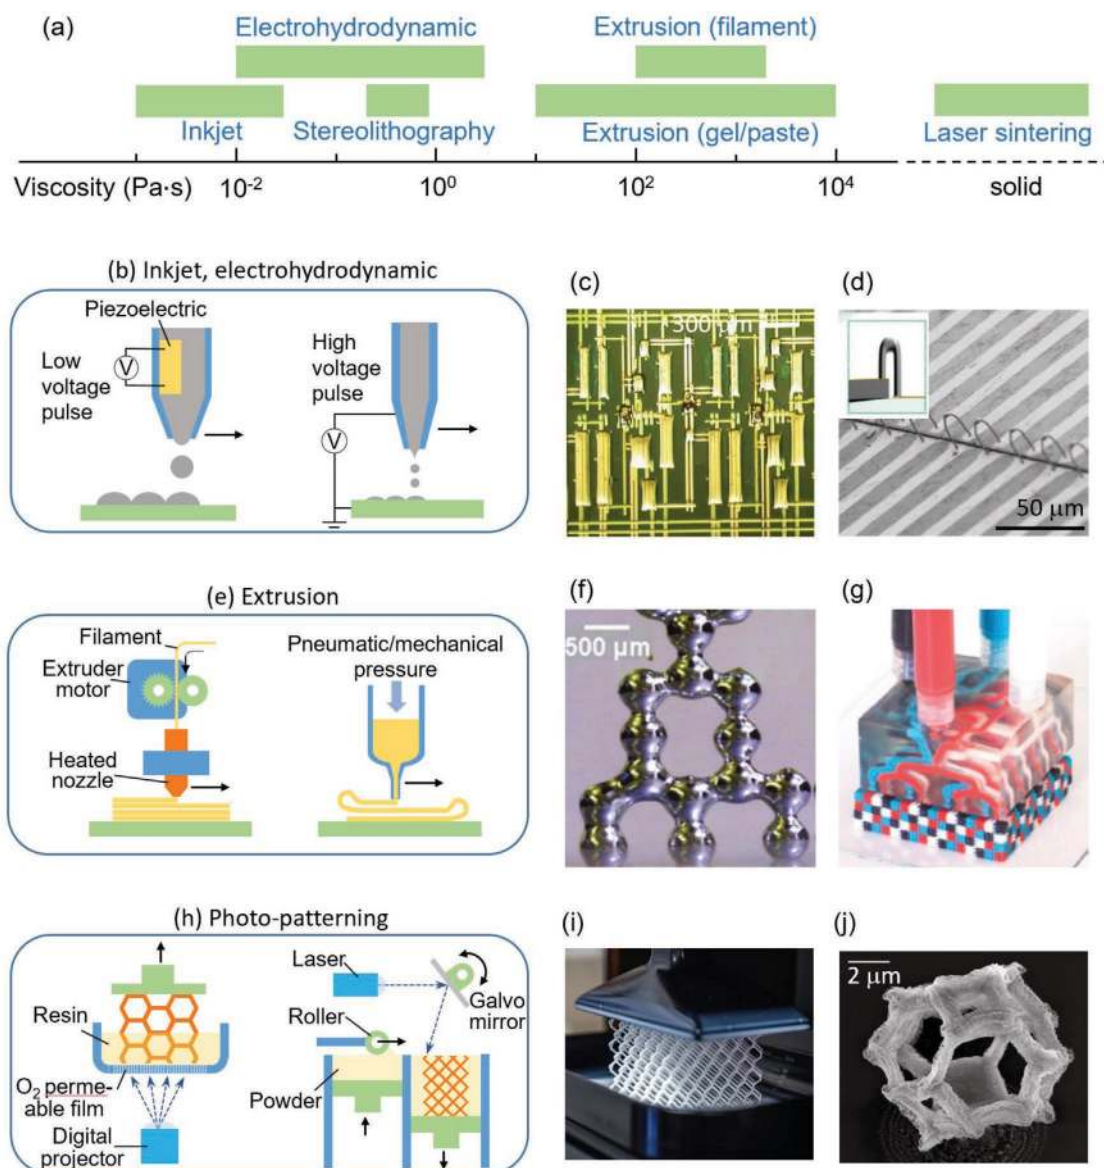 (a)
Electrohydrodynamic
Extrusion (filament)
Inkjet
Stereolithography
Extrusion (gel/paste)
Laser sintering
Viscosity (Pa·s)
10⁻²
10⁰
10²
10⁴
solid
(b) Inkjet, electrohydrodynamic
Piezoelectric
Low
voltage
pulse
V
High
voltage
pulse
V
(c)
300 μm
(d)
50 μm
(e) Extrusion
Filament
Extruder
motor
Heated
nozzle
Pneumatic/mechanical
pressure
(f)
500 μm
(g)
(h) Photo-patterning
Resin
O₂ perme-
able film
Digital
projector
Laser
Roller
Powder
Galvo
mirror
(i)
(j)
2 μm